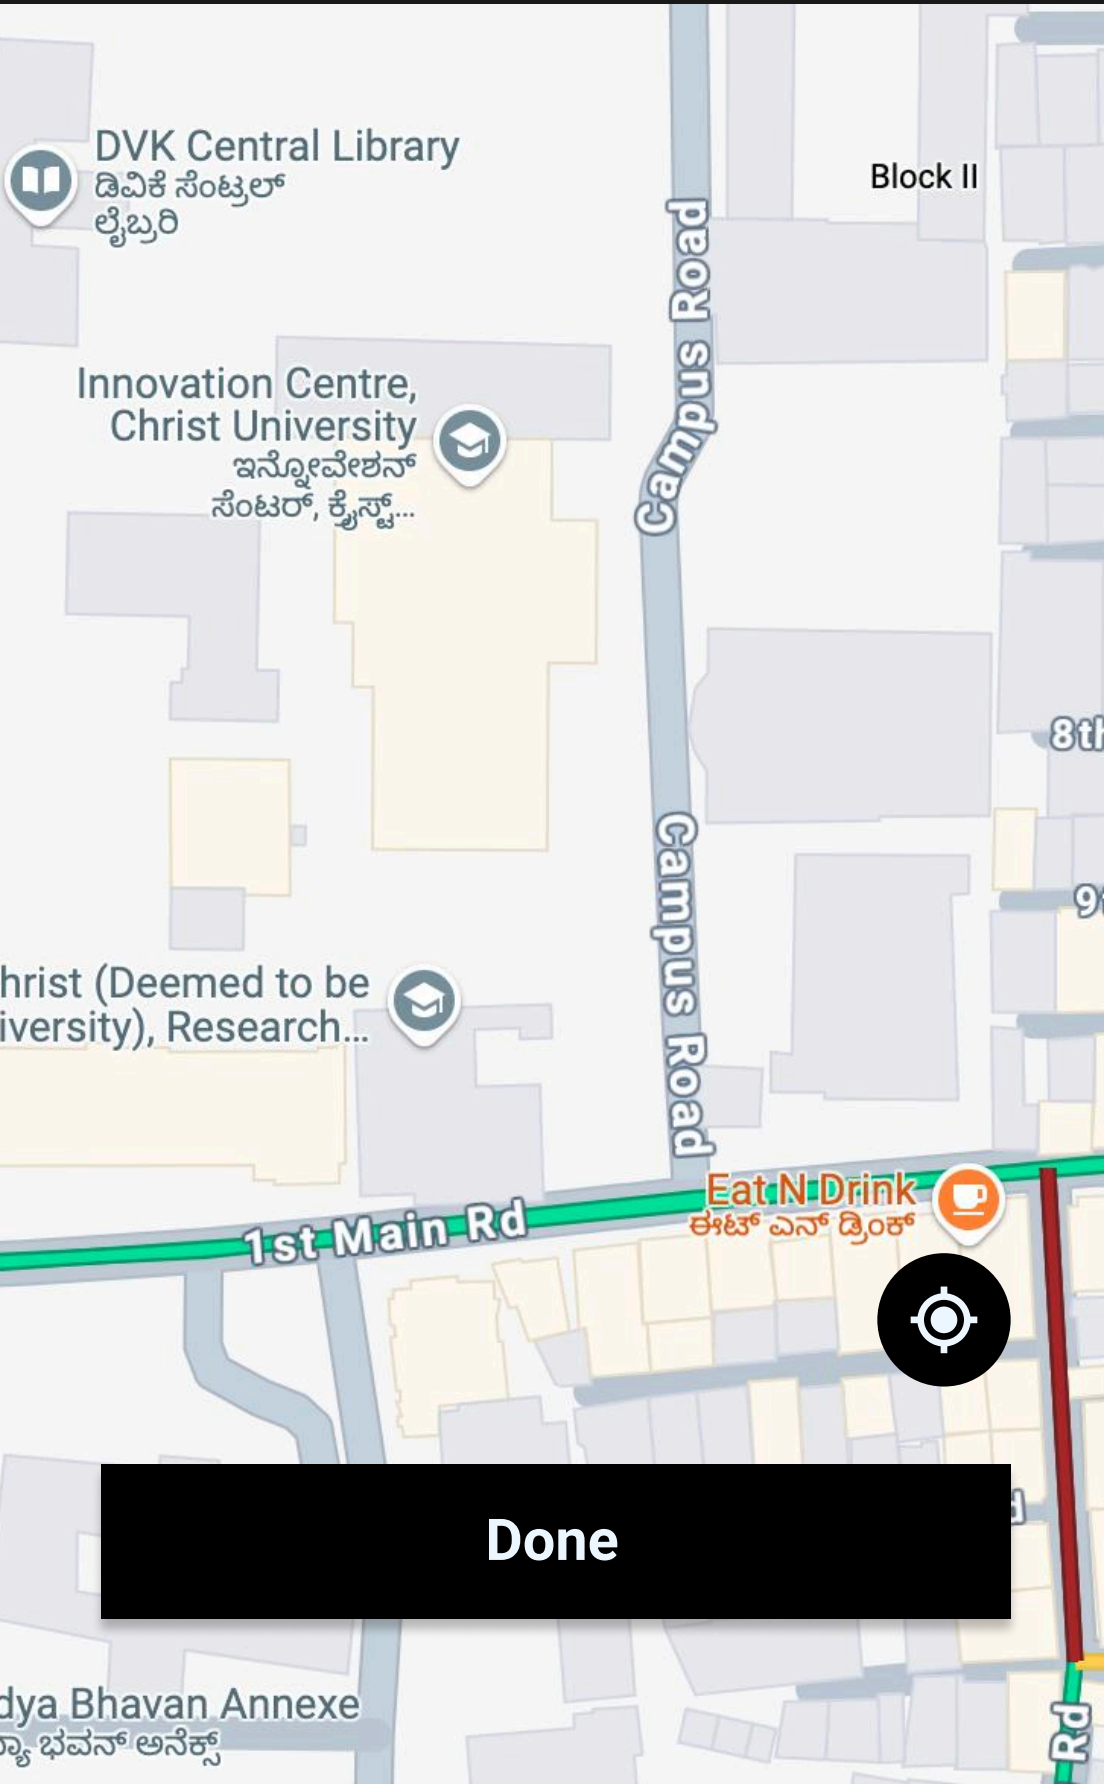 DVK Central Library
ಡಿವಿಕೆ ಸೆಂಟ್ರಲ್
ಲೈಬ್ರರಿ
Block II
Campus Road
Innovation Centre,
Christ University
ಇನ್ನೋವೇಶನ್
ಸೆಂಟರ್, ಕ್ರೈಸ್ಟ್...
8th
Campus Road
9t
hrist (Deemed to be
iversity), Research...
Eat N Drink
ಈಟ್ ಎನ್ ಡ್ರಿಂಕ್
1st Main Rd
Done
dya Bhavan Annexe
್ಯಾ ಭವನ್ ಅನೆಕ್ಸ್
Rd